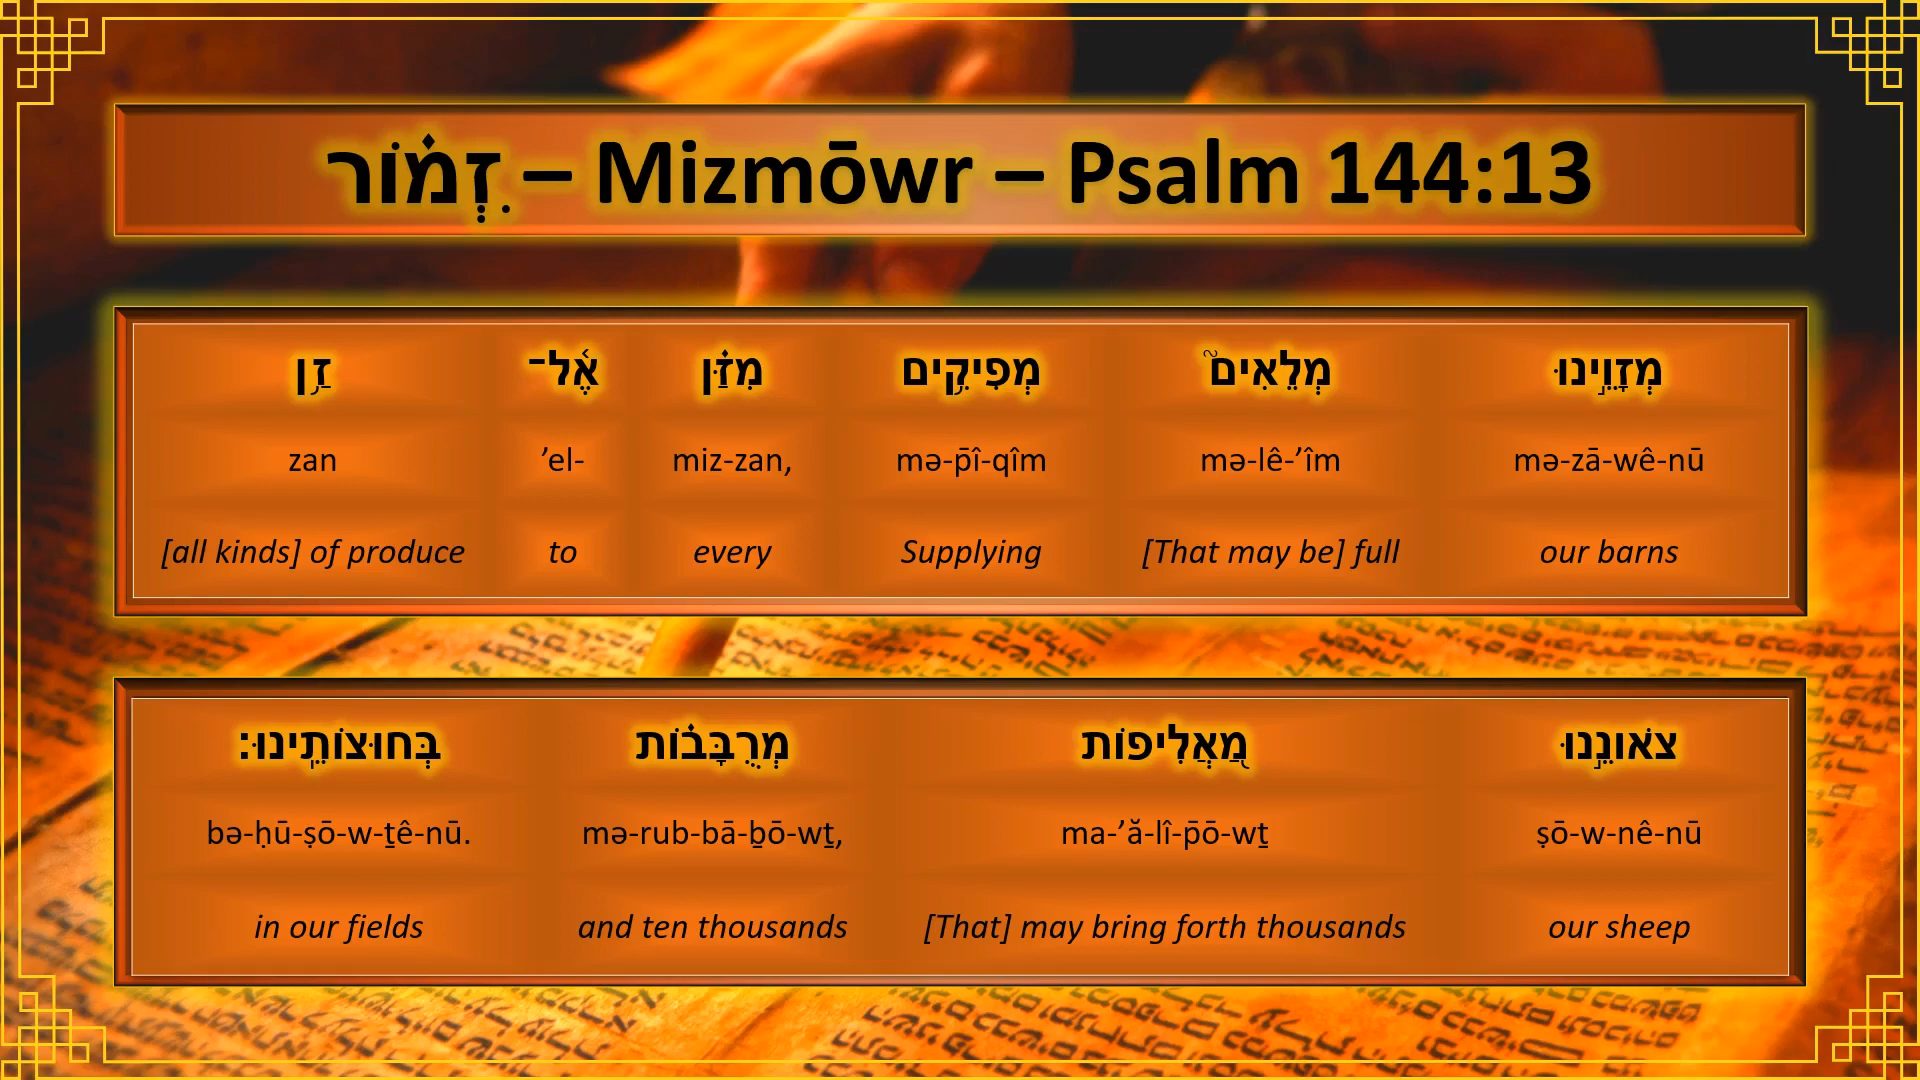 ִזְמ֗וֹר – Mizmōwr – Psalm 144:13
מְזָוֵ֣ינוּ מְלֵאִים֮ מְפִיקִ֥ים מִזַּ֗ן אֶ֫ל־ זַ֥ן
zan ’el- miz-zan, mə-p̄î-qîm mə-lê-’îm mə-zā-wê-nū
[all kinds] of produce to every Supplying [That may be] full our barns
צֹאונֵ֣נוּ מַ֭אֲלִיפוֹת מְרֻבָּב֗וֹת בְּחוּצוֹתֵֽינוּ׃
bə-ḥū-ṣō-w-ṯê-nū. mə-rub-bā-ḇō-wṯ, ma-’ă-lî-p̄ō-wṯ ṣō-w-nê-nū
in our fields and ten thousands [That] may bring forth thousands our sheep